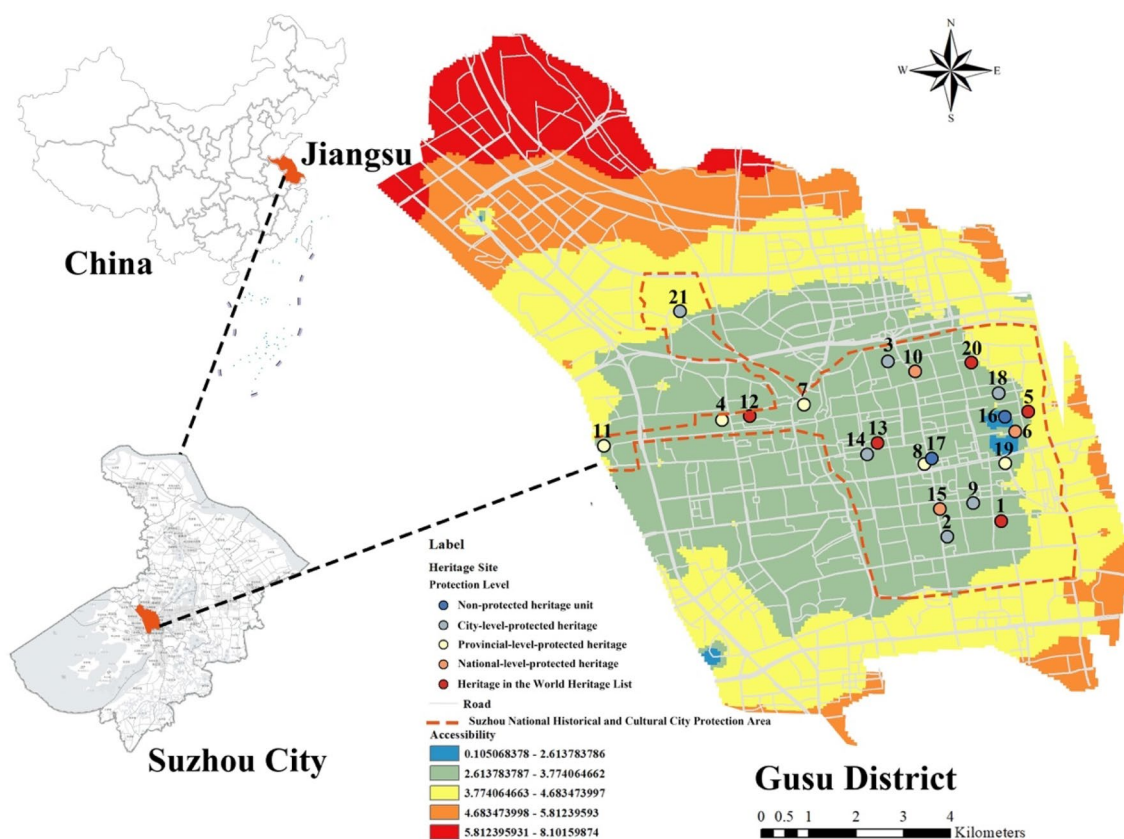 N
W
E
S
Jiangsu
China
21
3
10
20
18
7
4
12
16
5
6
11
13
14
8
17
19
15
9
1
2
Label
Heritage Site
Protection Level
Non-protected heritage unit
City-level-protected heritage
Provincial-level-protected heritage
National-level-protected heritage
Heritage in the World Heritage List
Road
Suzhou National Historical and Cultural City Protection Area
Accessibility
0.105068378 - 2.613783786
2.613783787 - 3.774064662
3.774064663 - 4.683473997
4.683473998 - 5.81239593
5.812395931 - 8.10159874
Suzhou City
Gusu District
0 0.5 1 2 3 4
Kilometers